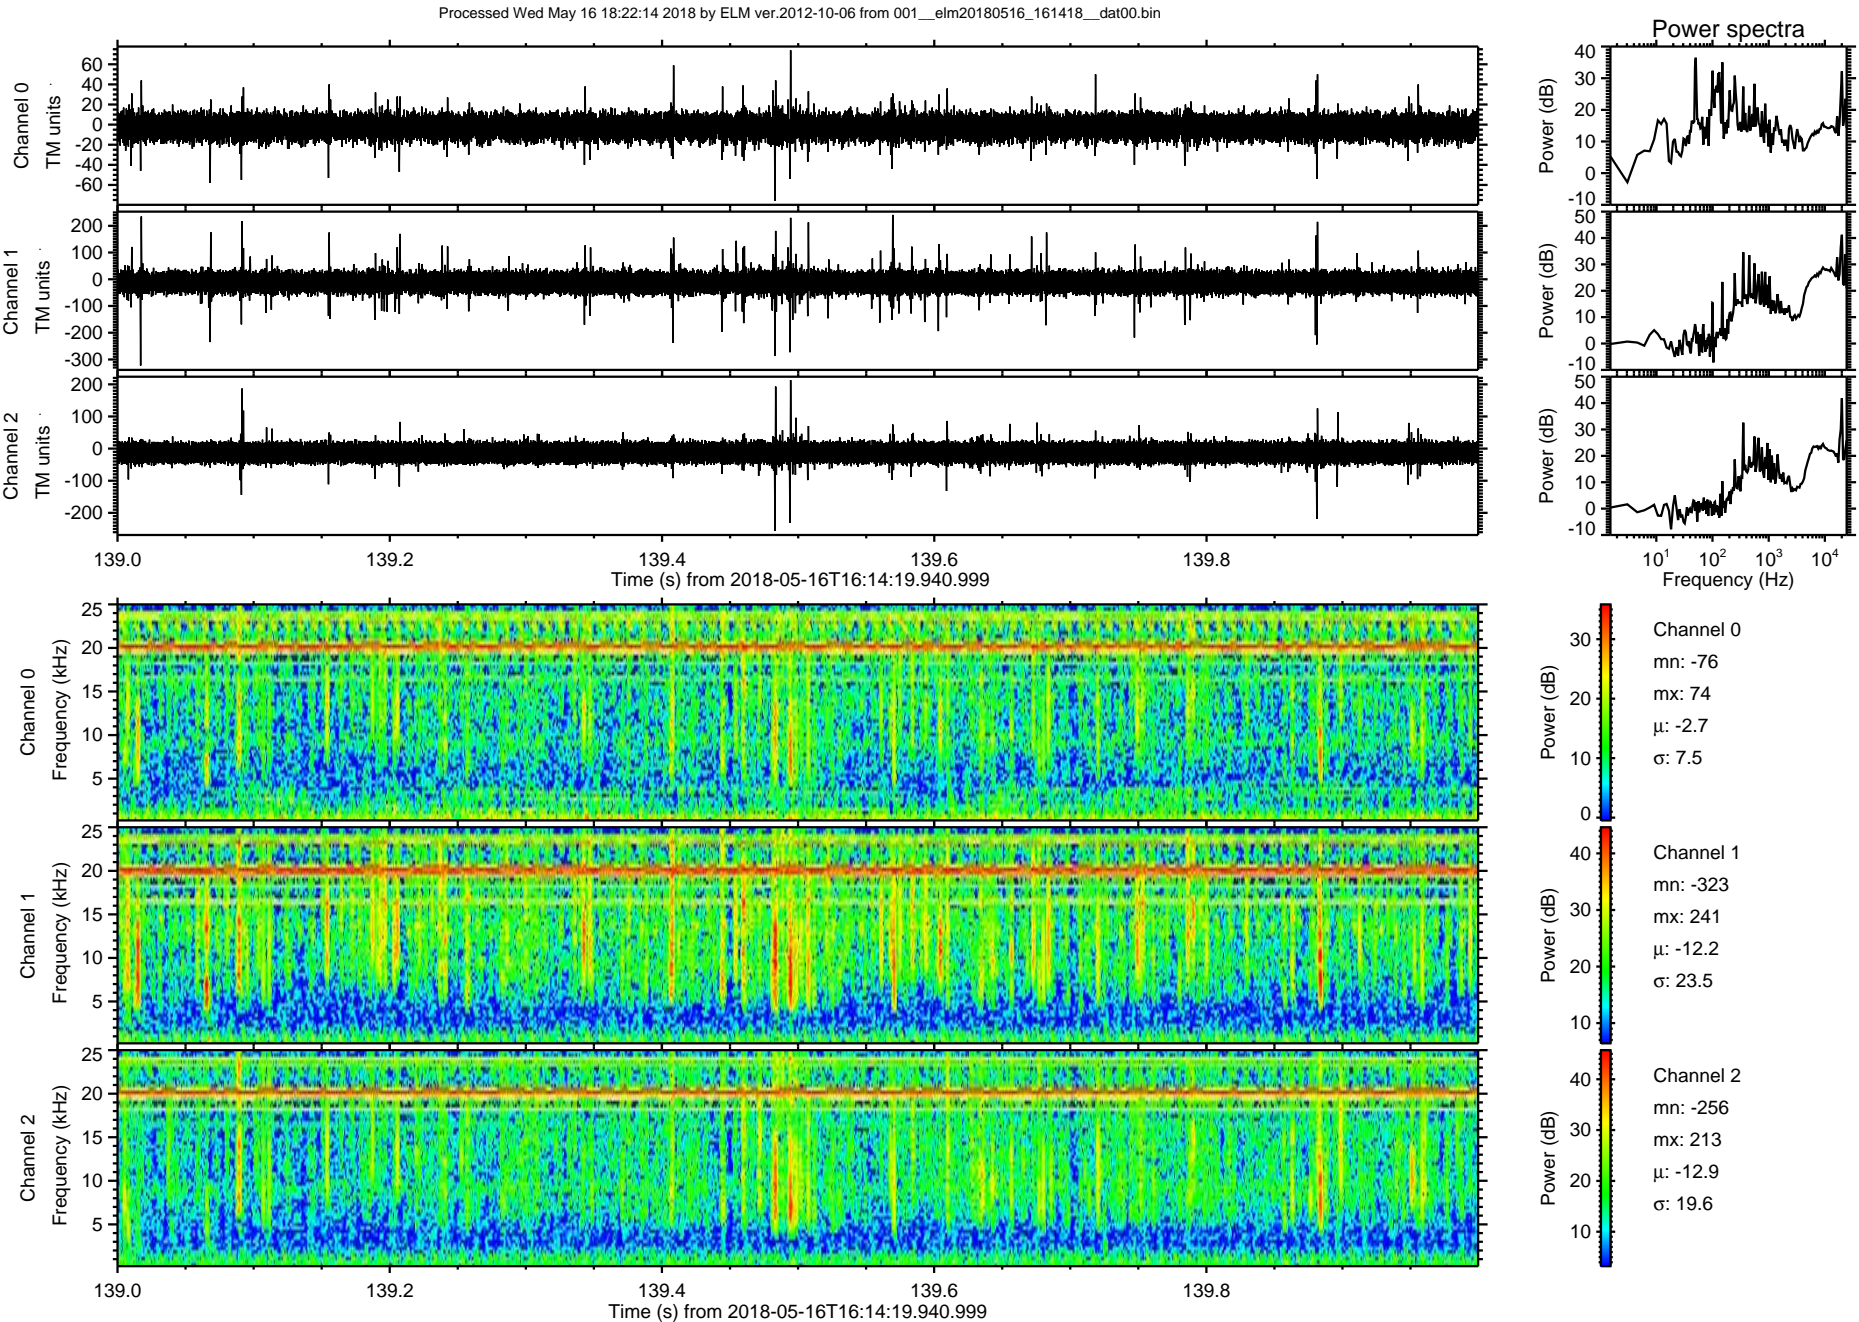 Processed Wed May 16 18:22:14 2018 by ELM ver.2012-10-06 from 001__elm20180516_161418__dat00.bin
Power spectra
Channel 0
TM units
60
40
20
0
-20
-40
-60
Power (dB)
40
30
20
10
0
-10
Channel 1
TM units
200
100
0
-100
-200
-300
Power (dB)
50
40
30
20
10
0
-10
Channel 2
TM units
200
100
0
-100
-200
Power (dB)
50
40
30
20
10
0
-10
139.0 139.2 139.4 139.6 139.8
Time (s) from 2018-05-16T16:14:19.940.999
10¹ 10² 10³ 10⁴
Frequency (Hz)
Channel 0
Frequency (kHz)
25
20
15
10
5
Power (dB)
30
20
10
0
Channel 0
mn: -76
mx: 74
μ: -2.7
σ: 7.5
Channel 1
Frequency (kHz)
25
20
15
10
5
Power (dB)
40
30
20
10
Channel 1
mn: -323
mx: 241
μ: -12.2
σ: 23.5
Channel 2
Frequency (kHz)
25
20
15
10
5
Power (dB)
40
30
20
10
Channel 2
mn: -256
mx: 213
μ: -12.9
σ: 19.6
139.0 139.2 139.4 139.6 139.8
Time (s) from 2018-05-16T16:14:19.940.999